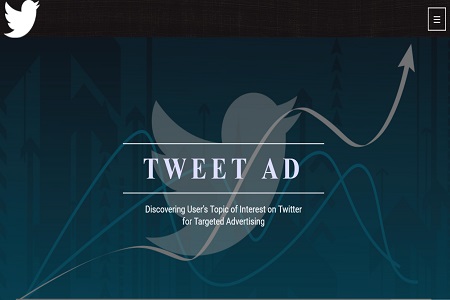 TWEET AD
Discovering User's Topic of Interest on Twitter
for Targeted Advertising